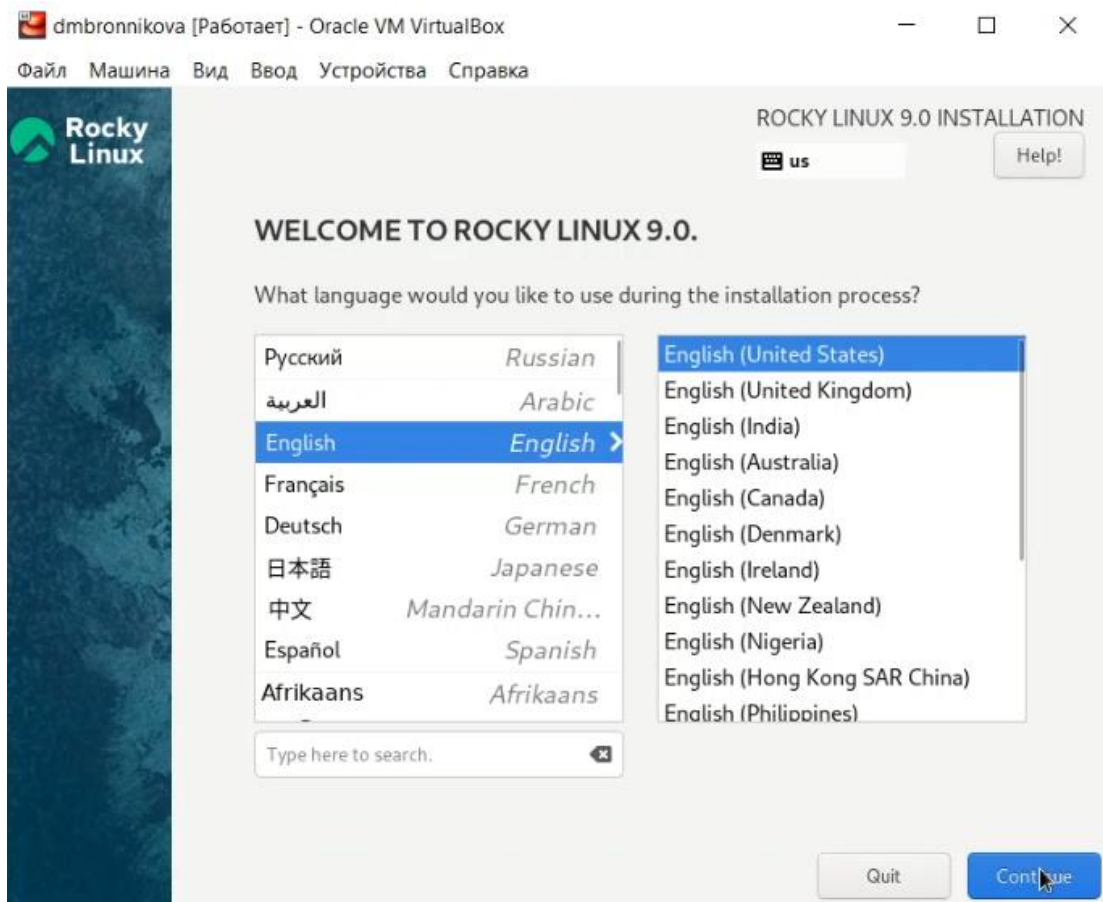 dmbronnikova [Работает] - Oracle VM VirtualBox
Файл Машина Вид Ввод Устройства Справка
Rocky
Linux
ROCKY LINUX 9.0 INSTALLATION
us
Help!
WELCOME TO ROCKY LINUX 9.0.
What language would you like to use during the installation process?
Русский Russian
العربية Arabic
English English
Français French
Deutsch German
日本語 Japanese
中文 Mandarin Chin...
Español Spanish
Afrikaans Afrikaans
English (United States)
English (United Kingdom)
English (India)
English (Australia)
English (Canada)
English (Denmark)
English (Ireland)
English (New Zealand)
English (Nigeria)
English (Hong Kong SAR China)
English (Philippines)
Type here to search.
Quit
Continue